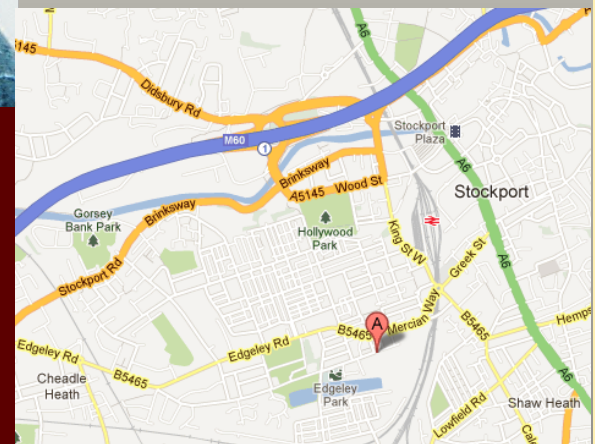 5145
A6
Didsbury Rd
M60
1
Stockport
Plaza
A6
Brinksway
A5145 Wood St
Stockport
Gorsey
Bank Park
Brinksway
Hollywood
Park
King St W
Greek St
A6
Stockport Rd
Mercian Way
A
B5465
B5465
Edgeley Rd
Edgeley Rd
B5465
Cheadle
Heath
Edgeley
Park
A6
Shaw Heath
Lowfield Rd